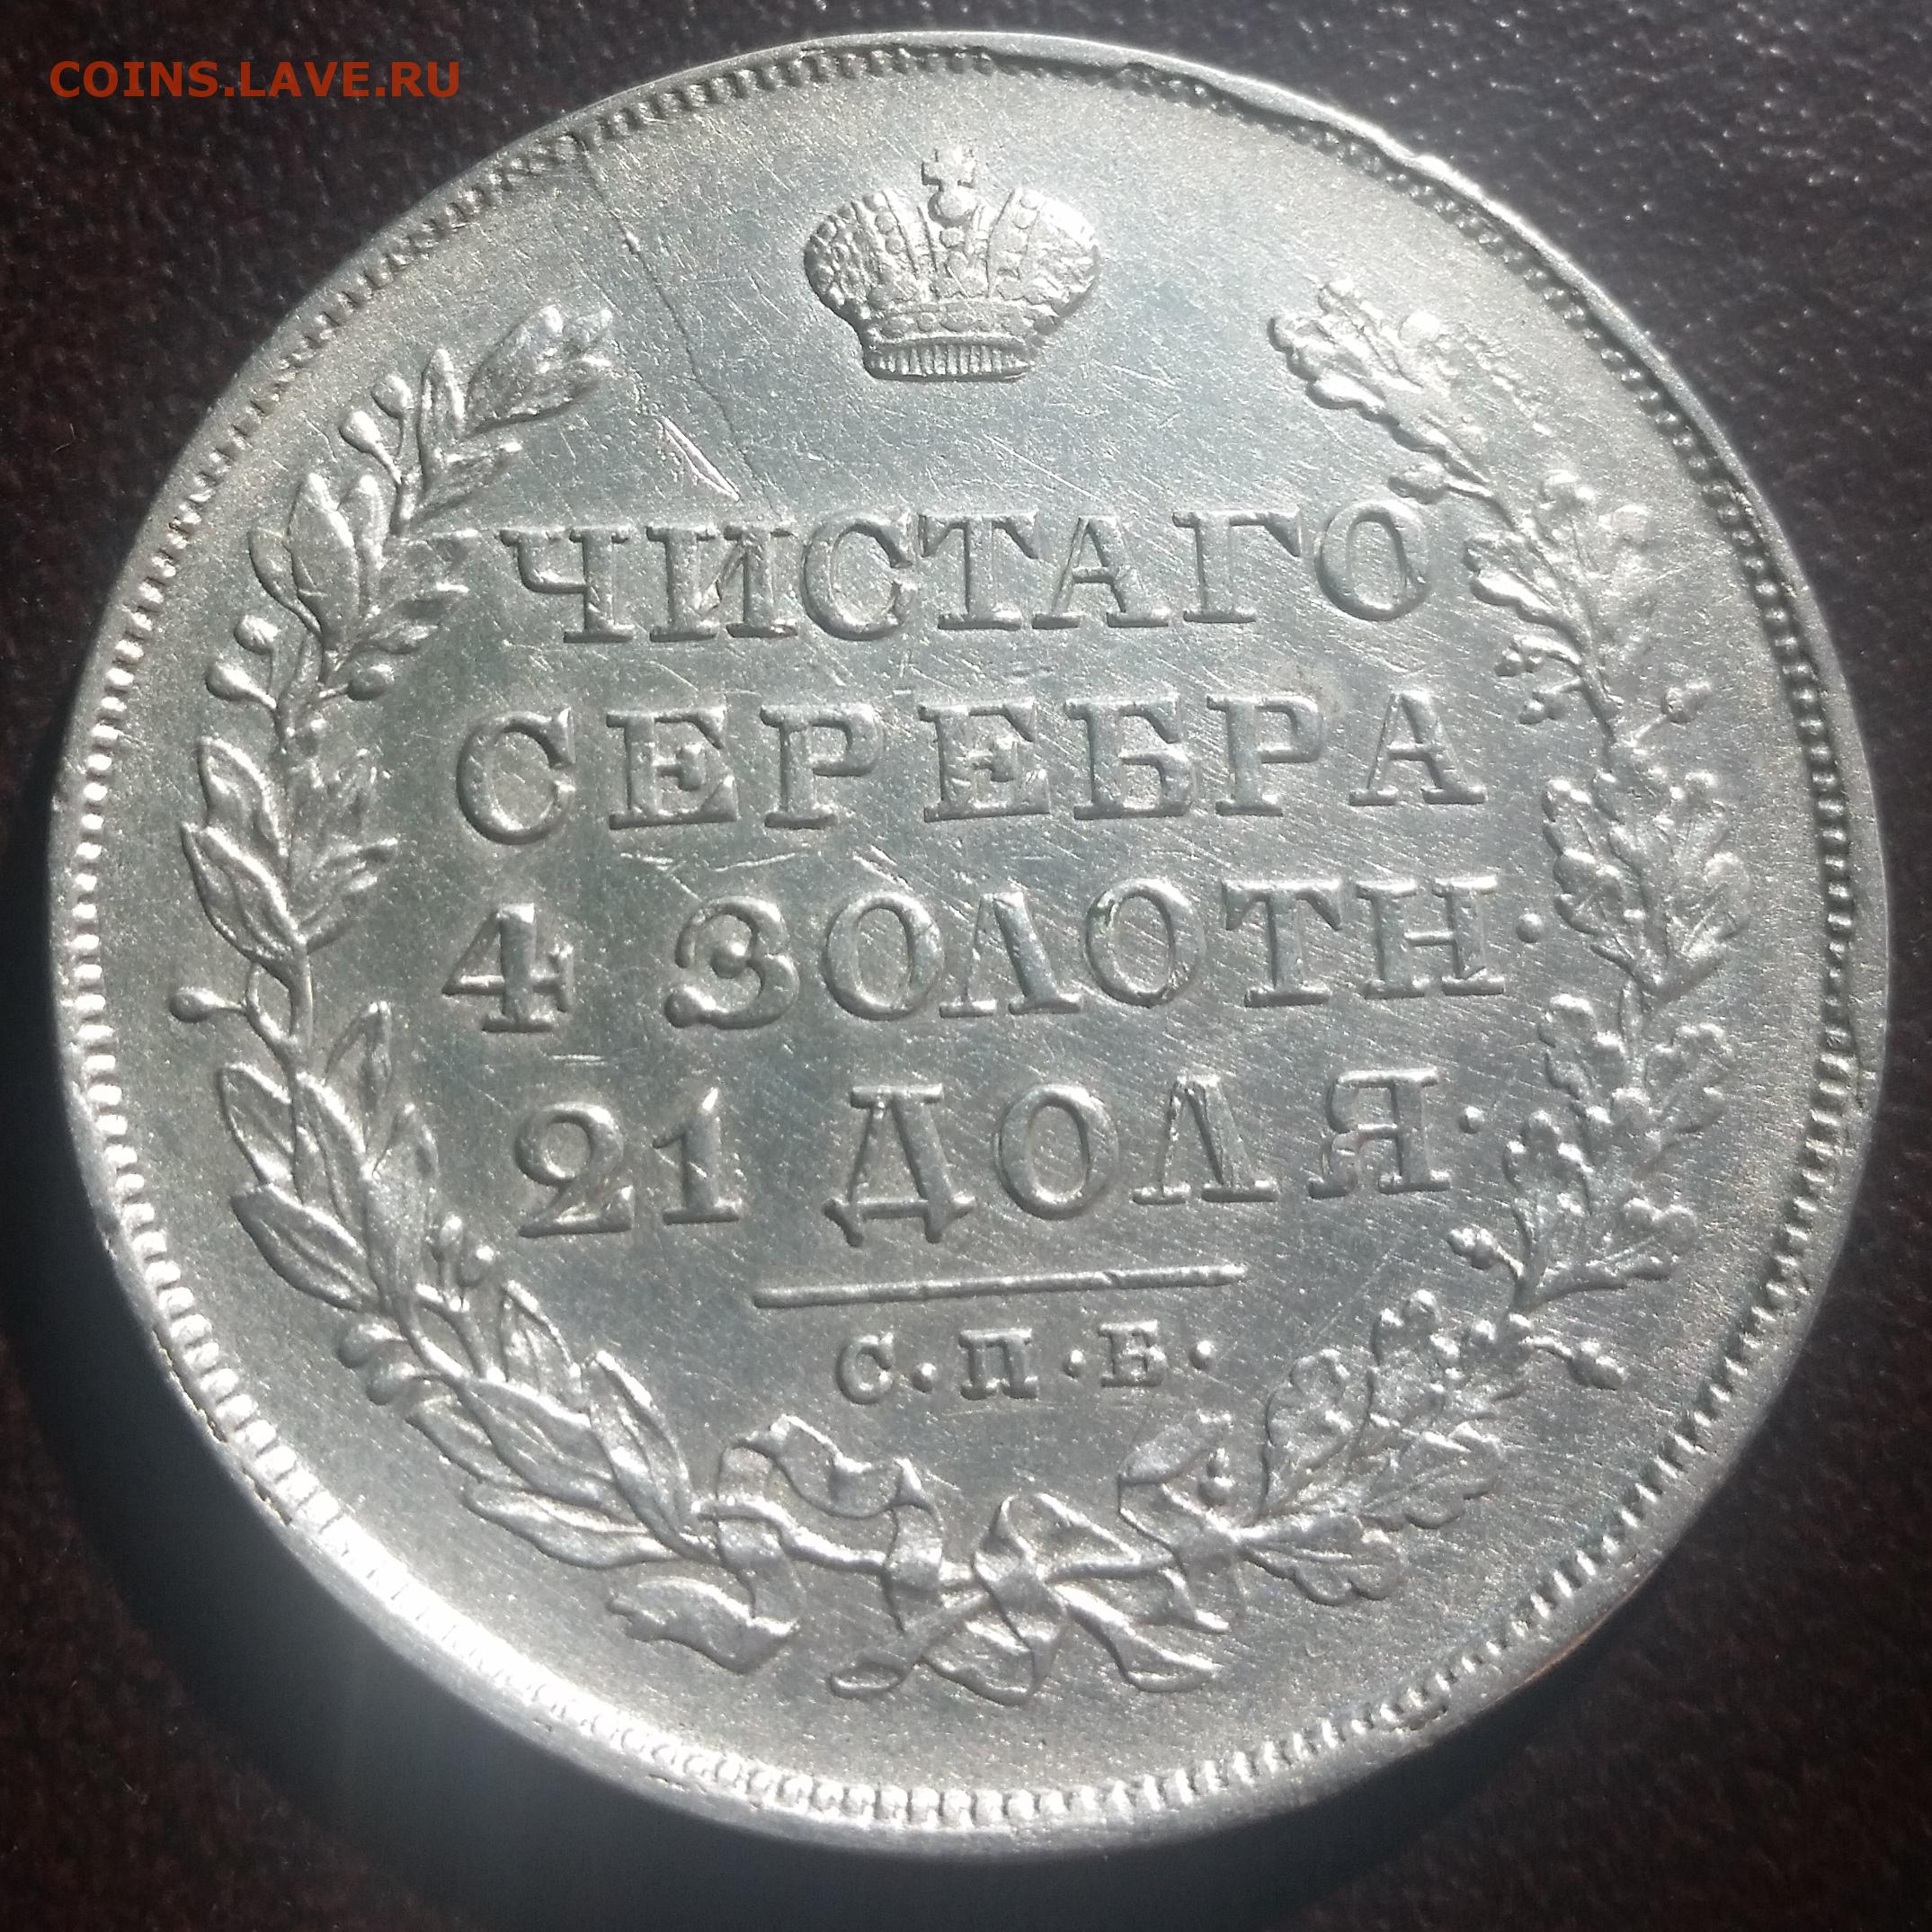 COINS.LAVE.RU
ЧИСТАГО
СЕРЕБРА
4 ЗОЛОТН·
21 ДОЛЯ·
С·П·Б·